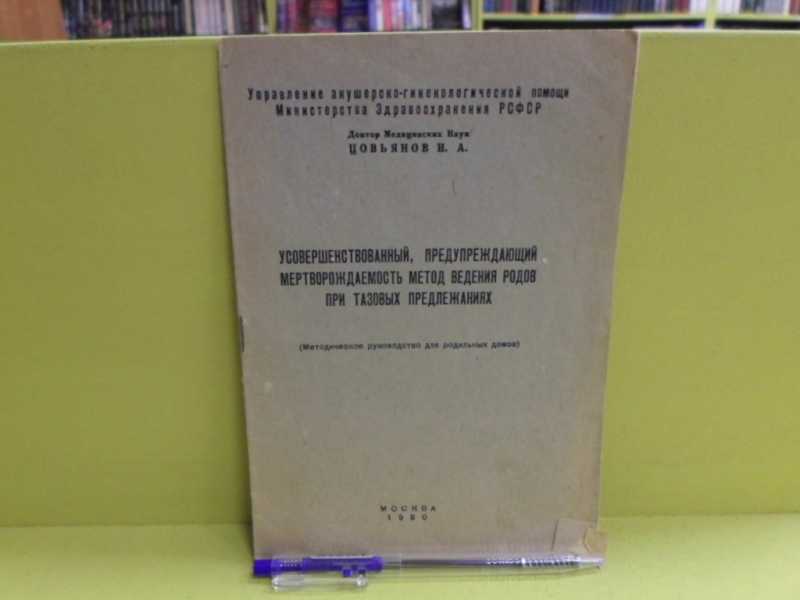 Управление акушерско-гинекологической помощи
Министерства Здравоохранения РСФСР
Доктор Медицинских Наук
ЦОВЬЯНОВ Н. А.
УСОВЕРШЕНСТВОВАННЫЙ, ПРЕДУПРЕЖДАЮЩИЙ
МЕРТВОРОЖДАЕМОСТЬ МЕТОД ВЕДЕНИЯ РОДОВ
ПРИ ТАЗОВЫХ ПРЕДЛЕЖАНИЯХ
(Методическое руководство для родильных домов)
МОСКВА